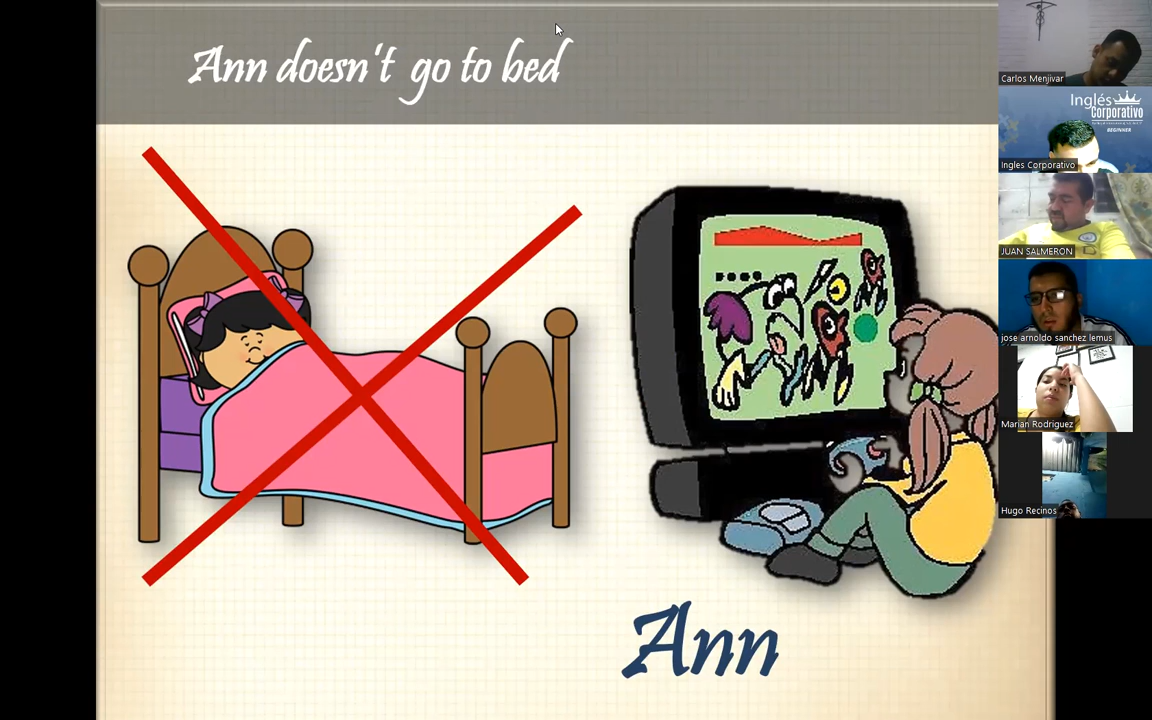 Ann doesn't go to bed
Ann
Carlos Menjivar
Inglés
Corporativo
BEGINNER
Ingles Corporativo
JUAN SALMERON
jose arnoldo sanchez lemus
Marian Rodriguez
Hugo Recinos